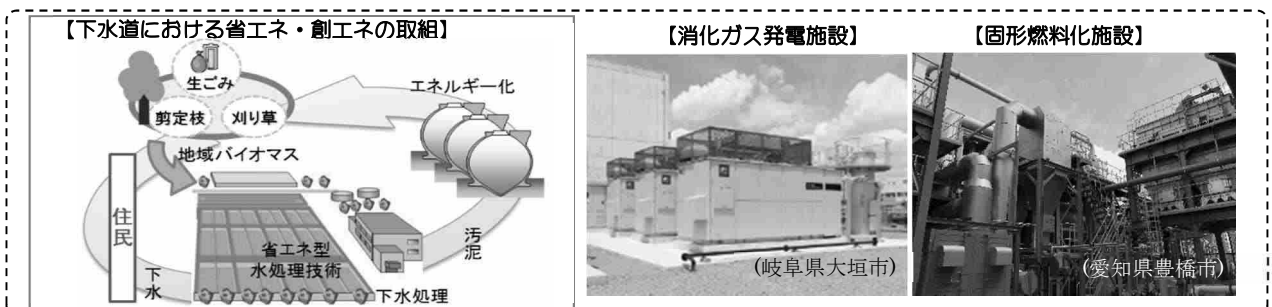 【下水道における省エネ・創エネの取組】
生ごみ
剪定枝
刈り草
地域バイオマス
エネルギー化
住民
下水
省エネ型
水処理技術
汚泥
下水処理
【消化ガス発電施設】
(岐阜県大垣市)
【固形燃料化施設】
(愛知県豊橋市)